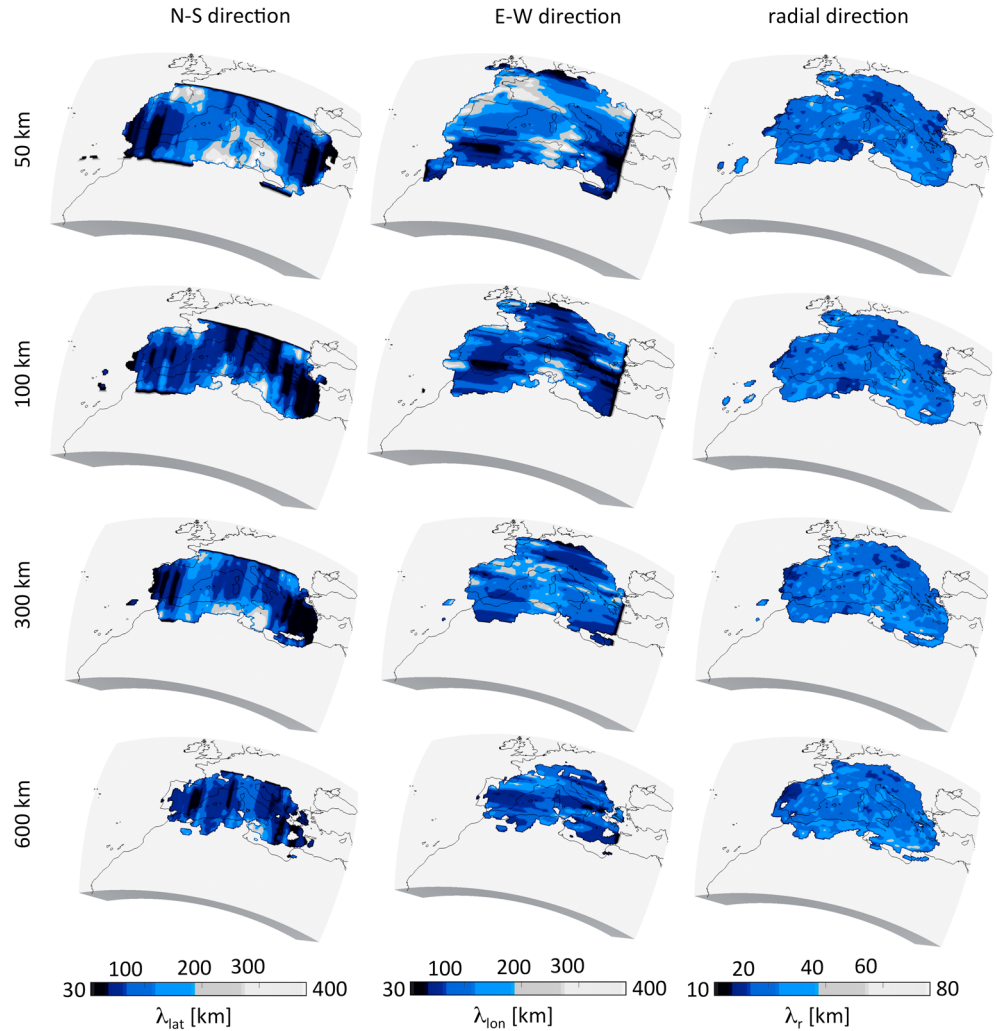 N-S direction E-W direction radial direction
50 km
100 km
300 km
600 km
100 200 300 100 200 300 20 40 60
30 400 30 400 10 80
λlat [km] λlon [km] λr [km]